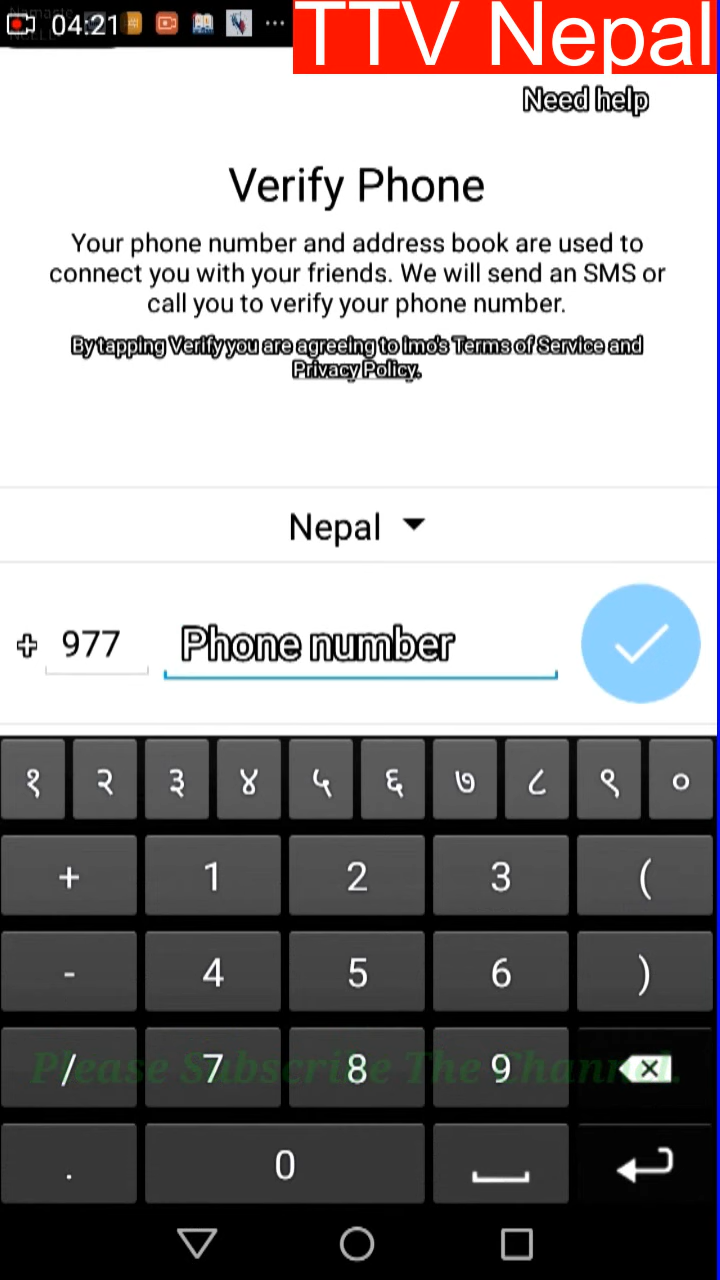 04:21
TTV Nepal
Need help
Verify Phone
Your phone number and address book are used to
connect you with your friends. We will send an SMS or
call you to verify your phone number.
By tapping Verify you are agreeing to Imo's Terms of Service and
Privacy Policy.
Nepal
+ 977 Phone number
१ २ ३ ४ ५ ६ ७ ८ ९ ०
+ 1 2 3 (
- 4 5 6 )
/ 7 8 9
Please Subscribe The Channel.
. 0